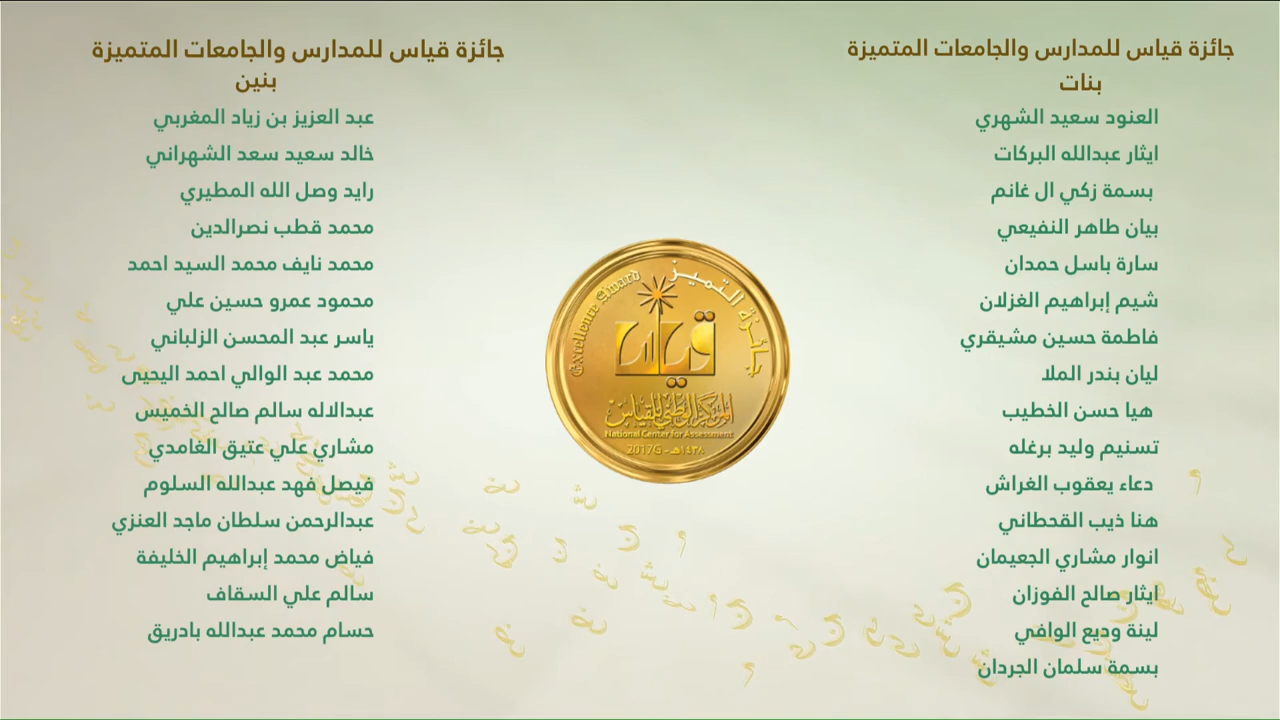 جائزة قياس للمدارس والجامعات المتميزة
بنات
العنود سعيد الشهري
ايثار عبدالله البركات
بسمة زكي ال غانم
بيان طاهر النفيعي
سارة باسل حمدان
شيم إبراهيم الغزلان
فاطمة حسين مشيقري
ليان بندر الملا
هيا حسن الخطيب
تسنيم وليد برغله
دعاء يعقوب الغراش
هنا ذيب القحطاني
انوار مشاري الجعيمان
ايثار صالح الفوزان
لينة وديع الوافي
بسمة سلمان الجردان
جائزة التميز
Excellence Award
قياس
المركز الوطني للقياس
National Center for Assessment
2017G - ١٤٣٨هـ
جائزة قياس للمدارس والجامعات المتميزة
بنين
عبد العزيز بن زياد المغربي
خالد سعيد سعد الشهراني
رايد وصل الله المطيري
محمد قطب نصرالدين
محمد نايف محمد السيد احمد
محمود عمرو حسين علي
ياسر عبد المحسن الزلباني
محمد عبد الوالي احمد اليحيى
عبدالاله سالم صالح الخميس
مشاري علي عتيق الغامدي
فيصل فهد عبدالله السلوم
عبدالرحمن سلطان ماجد العنزي
فياض محمد إبراهيم الخليفة
سالم علي السقاف
حسام محمد عبدالله بادريق